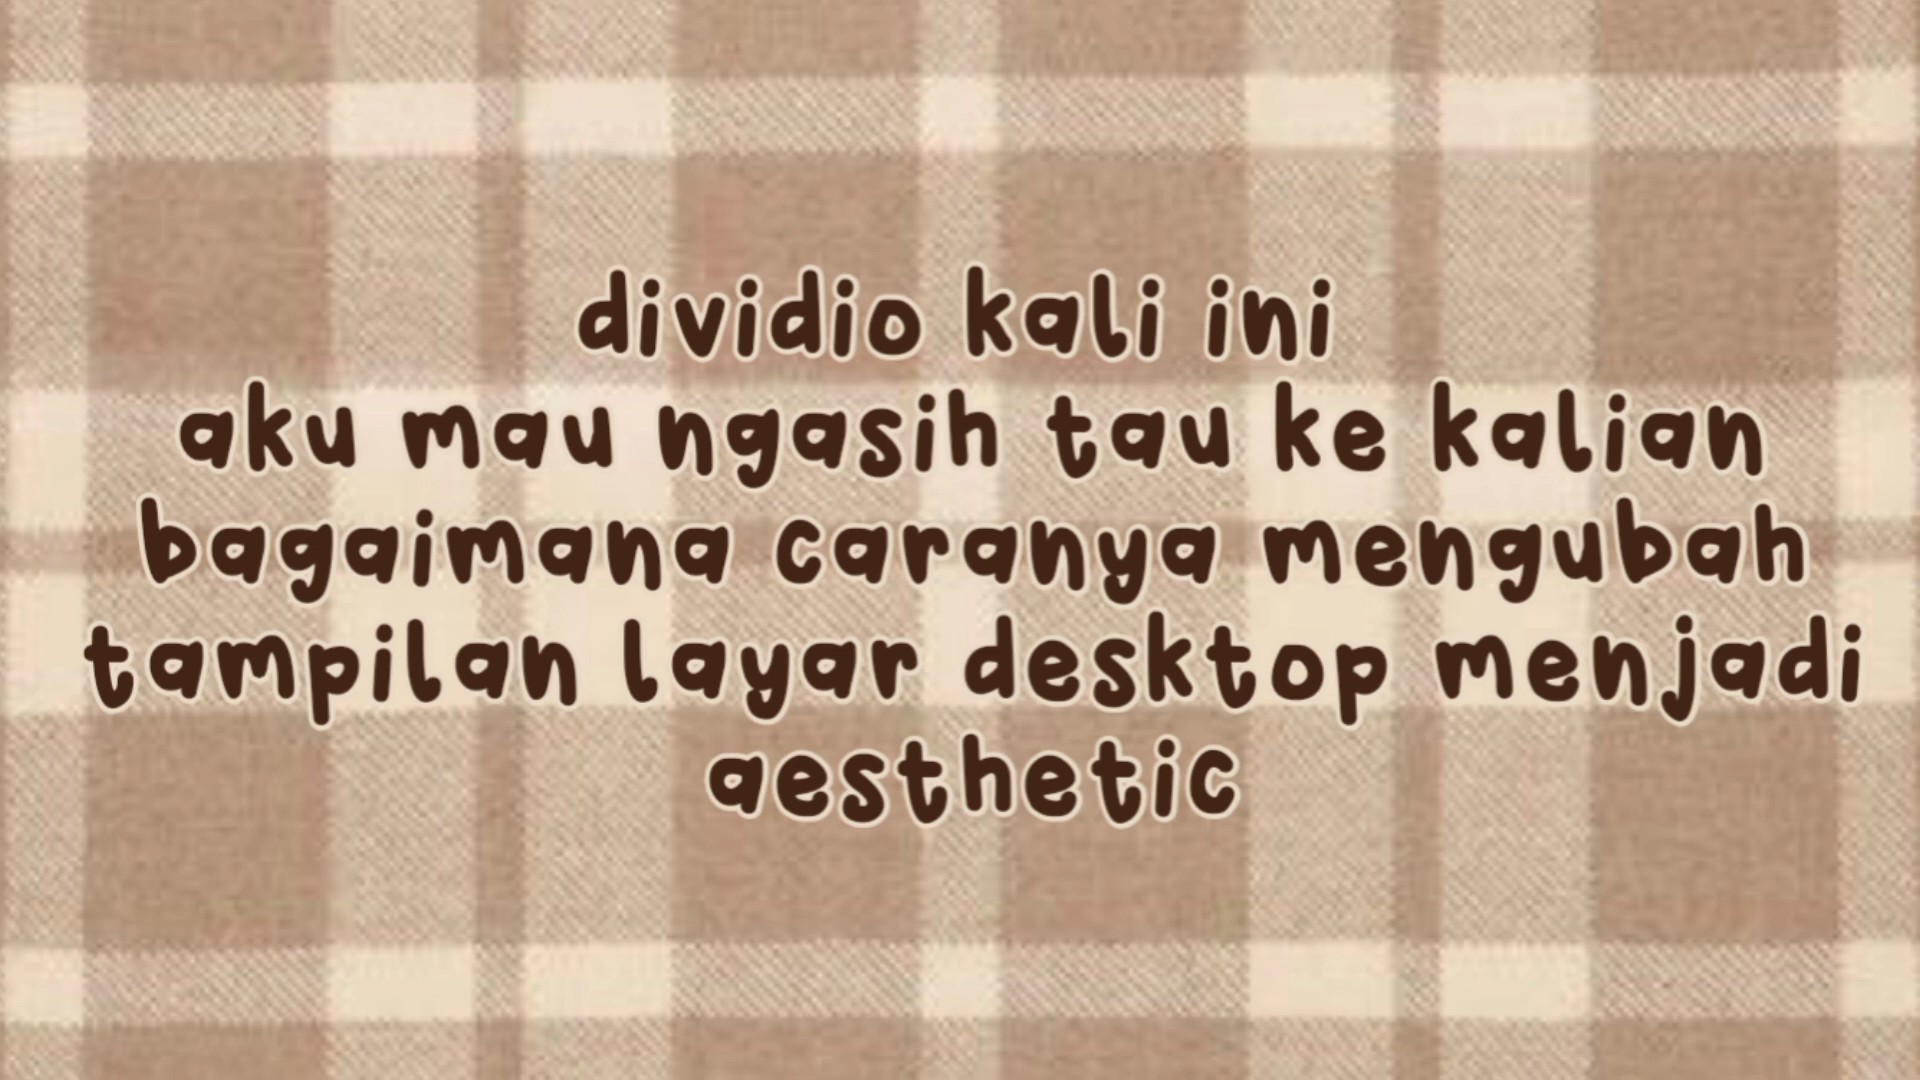 dividio kali ini
aku mau ngasih tau ke kalian
bagaimana caranya mengubah
tampilan layar desktop menjadi
aesthetic